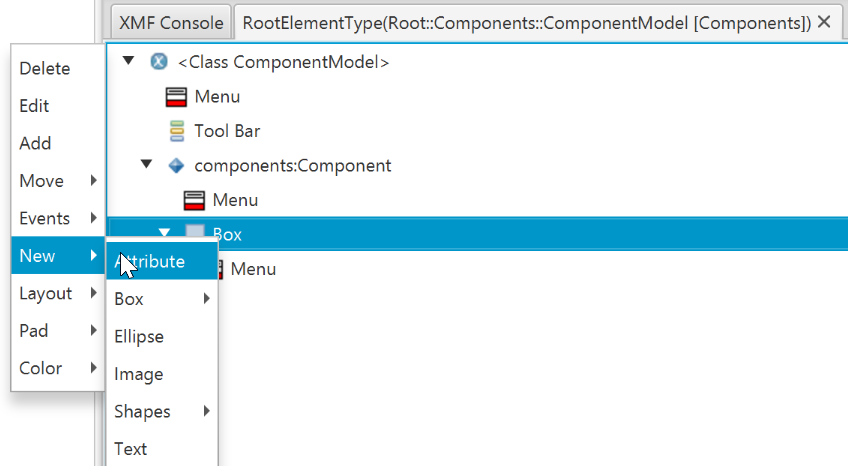 XMF Console
RootElementType(Root::Components::ComponentModel [Components])
<Class ComponentModel>
Menu
Tool Bar
components:Component
Menu
Box
Menu
Delete
Edit
Add
Move
Events
New
Layout
Pad
Color
Attribute
Box
Ellipse
Image
Shapes
Text